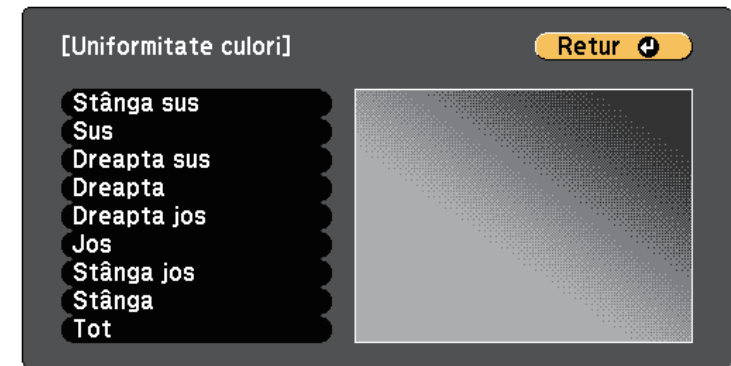 [Uniformitate culori]
Retur
Stânga sus
Sus
Dreapta sus
Dreapta
Dreapta jos
Jos
Stânga jos
Stânga
Tot